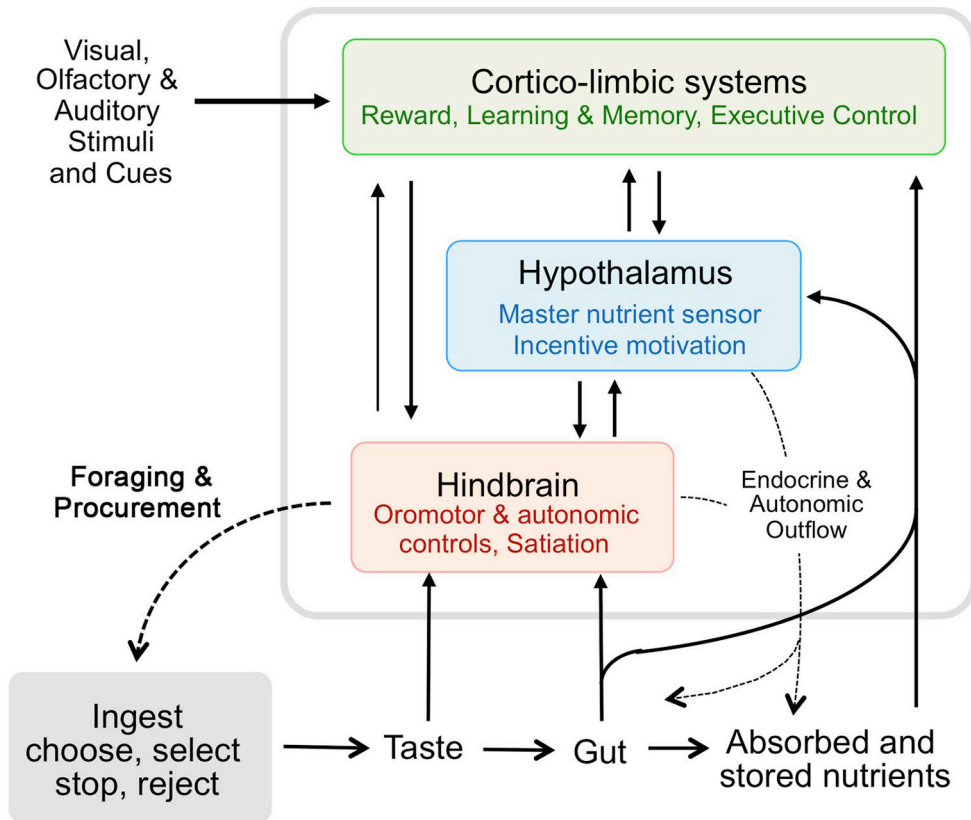 Visual,
Olfactory &
Auditory
Stimuli
and Cues
Cortico-limbic systems
Reward, Learning & Memory, Executive Control
Hypothalamus
Master nutrient sensor
Incentive motivation
Foraging &
Procurement
Hindbrain
Oromotor & autonomic
controls, Satiation
Endocrine &
Autonomic
Outflow
Ingest
choose, select
stop, reject
Taste
Gut
Absorbed and
stored nutrients